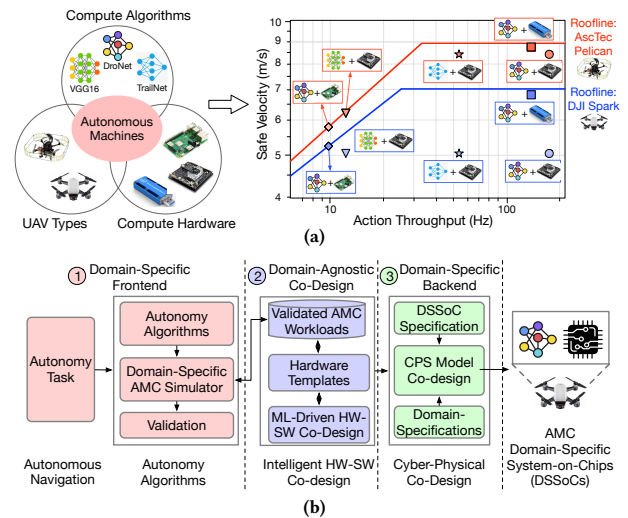 (a)
Compute Algorithms
DroNet
VGG16
TrailNet
Autonomous
Machines
UAV Types
Compute Hardware
Safe Velocity (m/s)
10
9
8
7
6
5
4
10
100
Action Throughput (Hz)
Roofline:
AscTec
Pelican
Roofline:
DJI Spark
+
+
+
+
+
+
+
+
+
+
(a)
(b)
1
Domain-Specific
Frontend
2
Domain-Agnostic
Co-Design
3
Domain-Specific
Backend
Autonomy
Task
Autonomy
Algorithms
Domain-Specific
AMC Simulator
Validation
Validated AMC
Workloads
Hardware
Templates
ML-Driven HW-
SW Co-Design
DSSoC
Specification
CPS Model
Co-design
Domain-
Specifications
Autonomous
Navigation
Autonomy
Algorithms
Intelligent HW-SW
Co-design
Cyber-Physical
Co-Design
AMC
Domain-Specific
System-on-Chips
(DSSoCs)
(b)